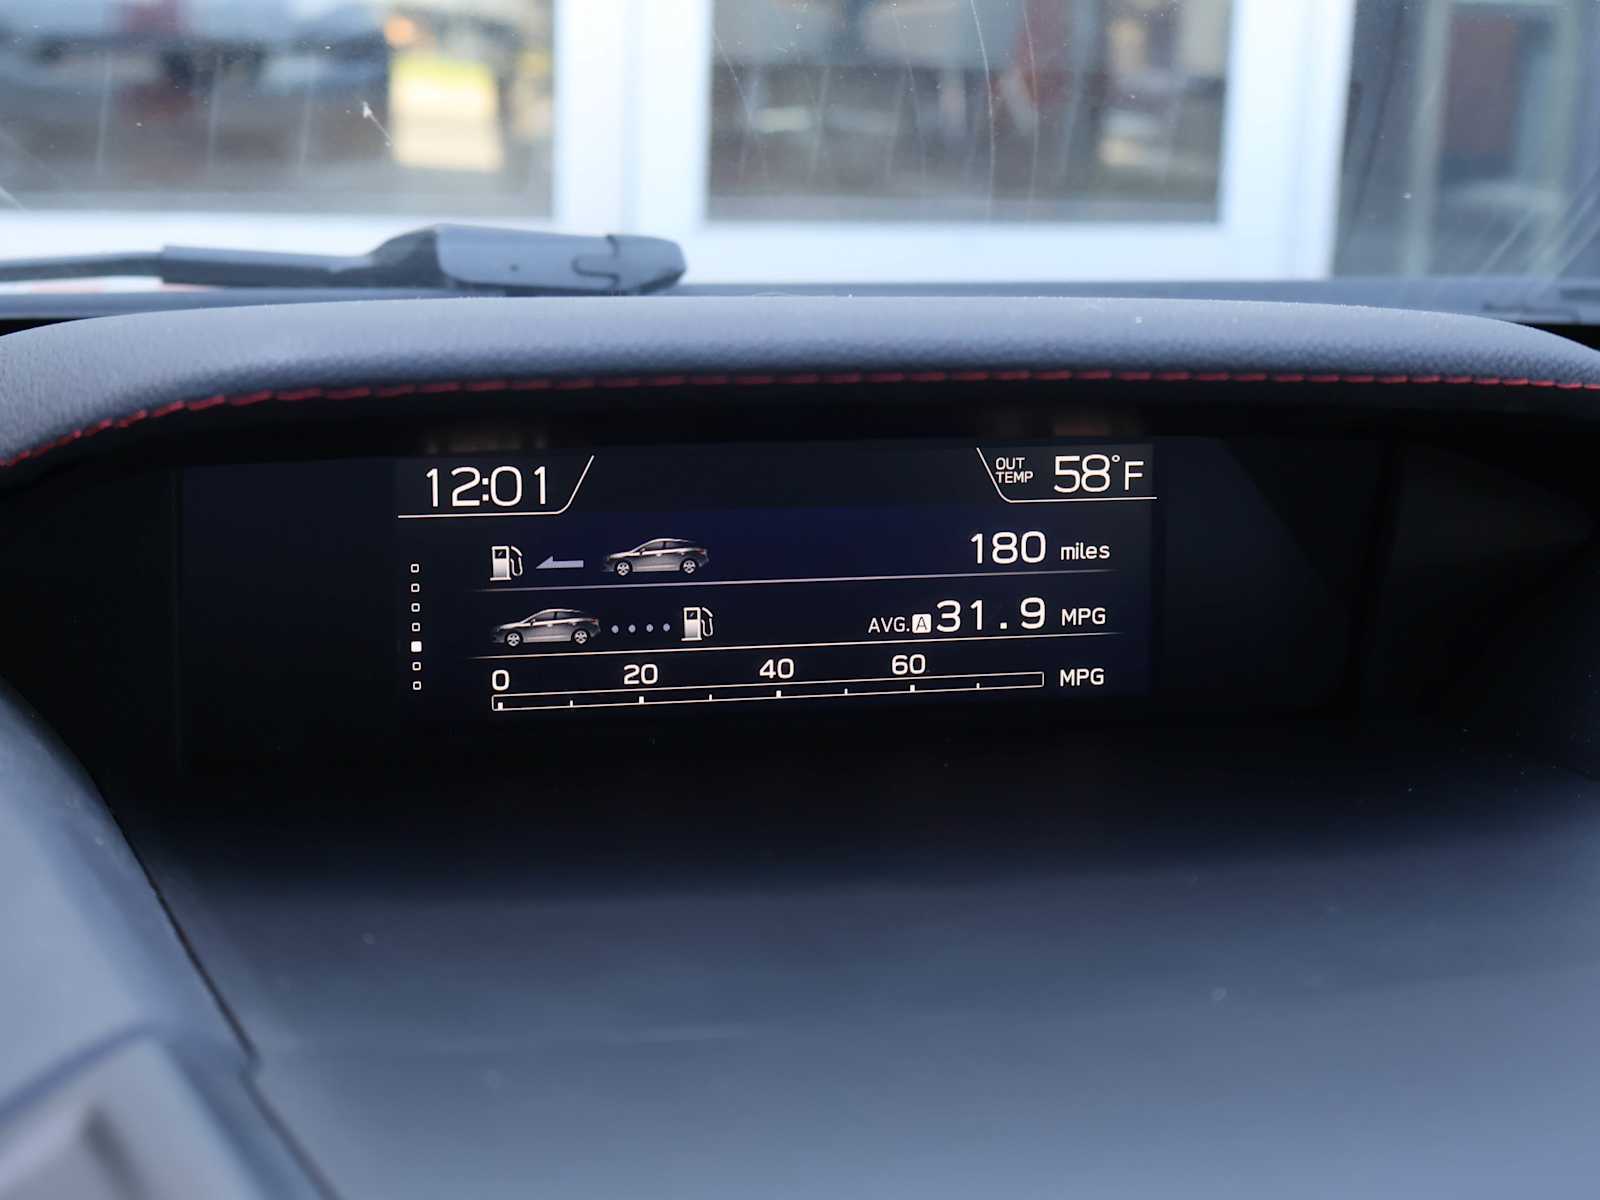 12:01
OUT TEMP 58°F
180 miles
AVG. A 31.9 MPG
0 20 40 60 MPG